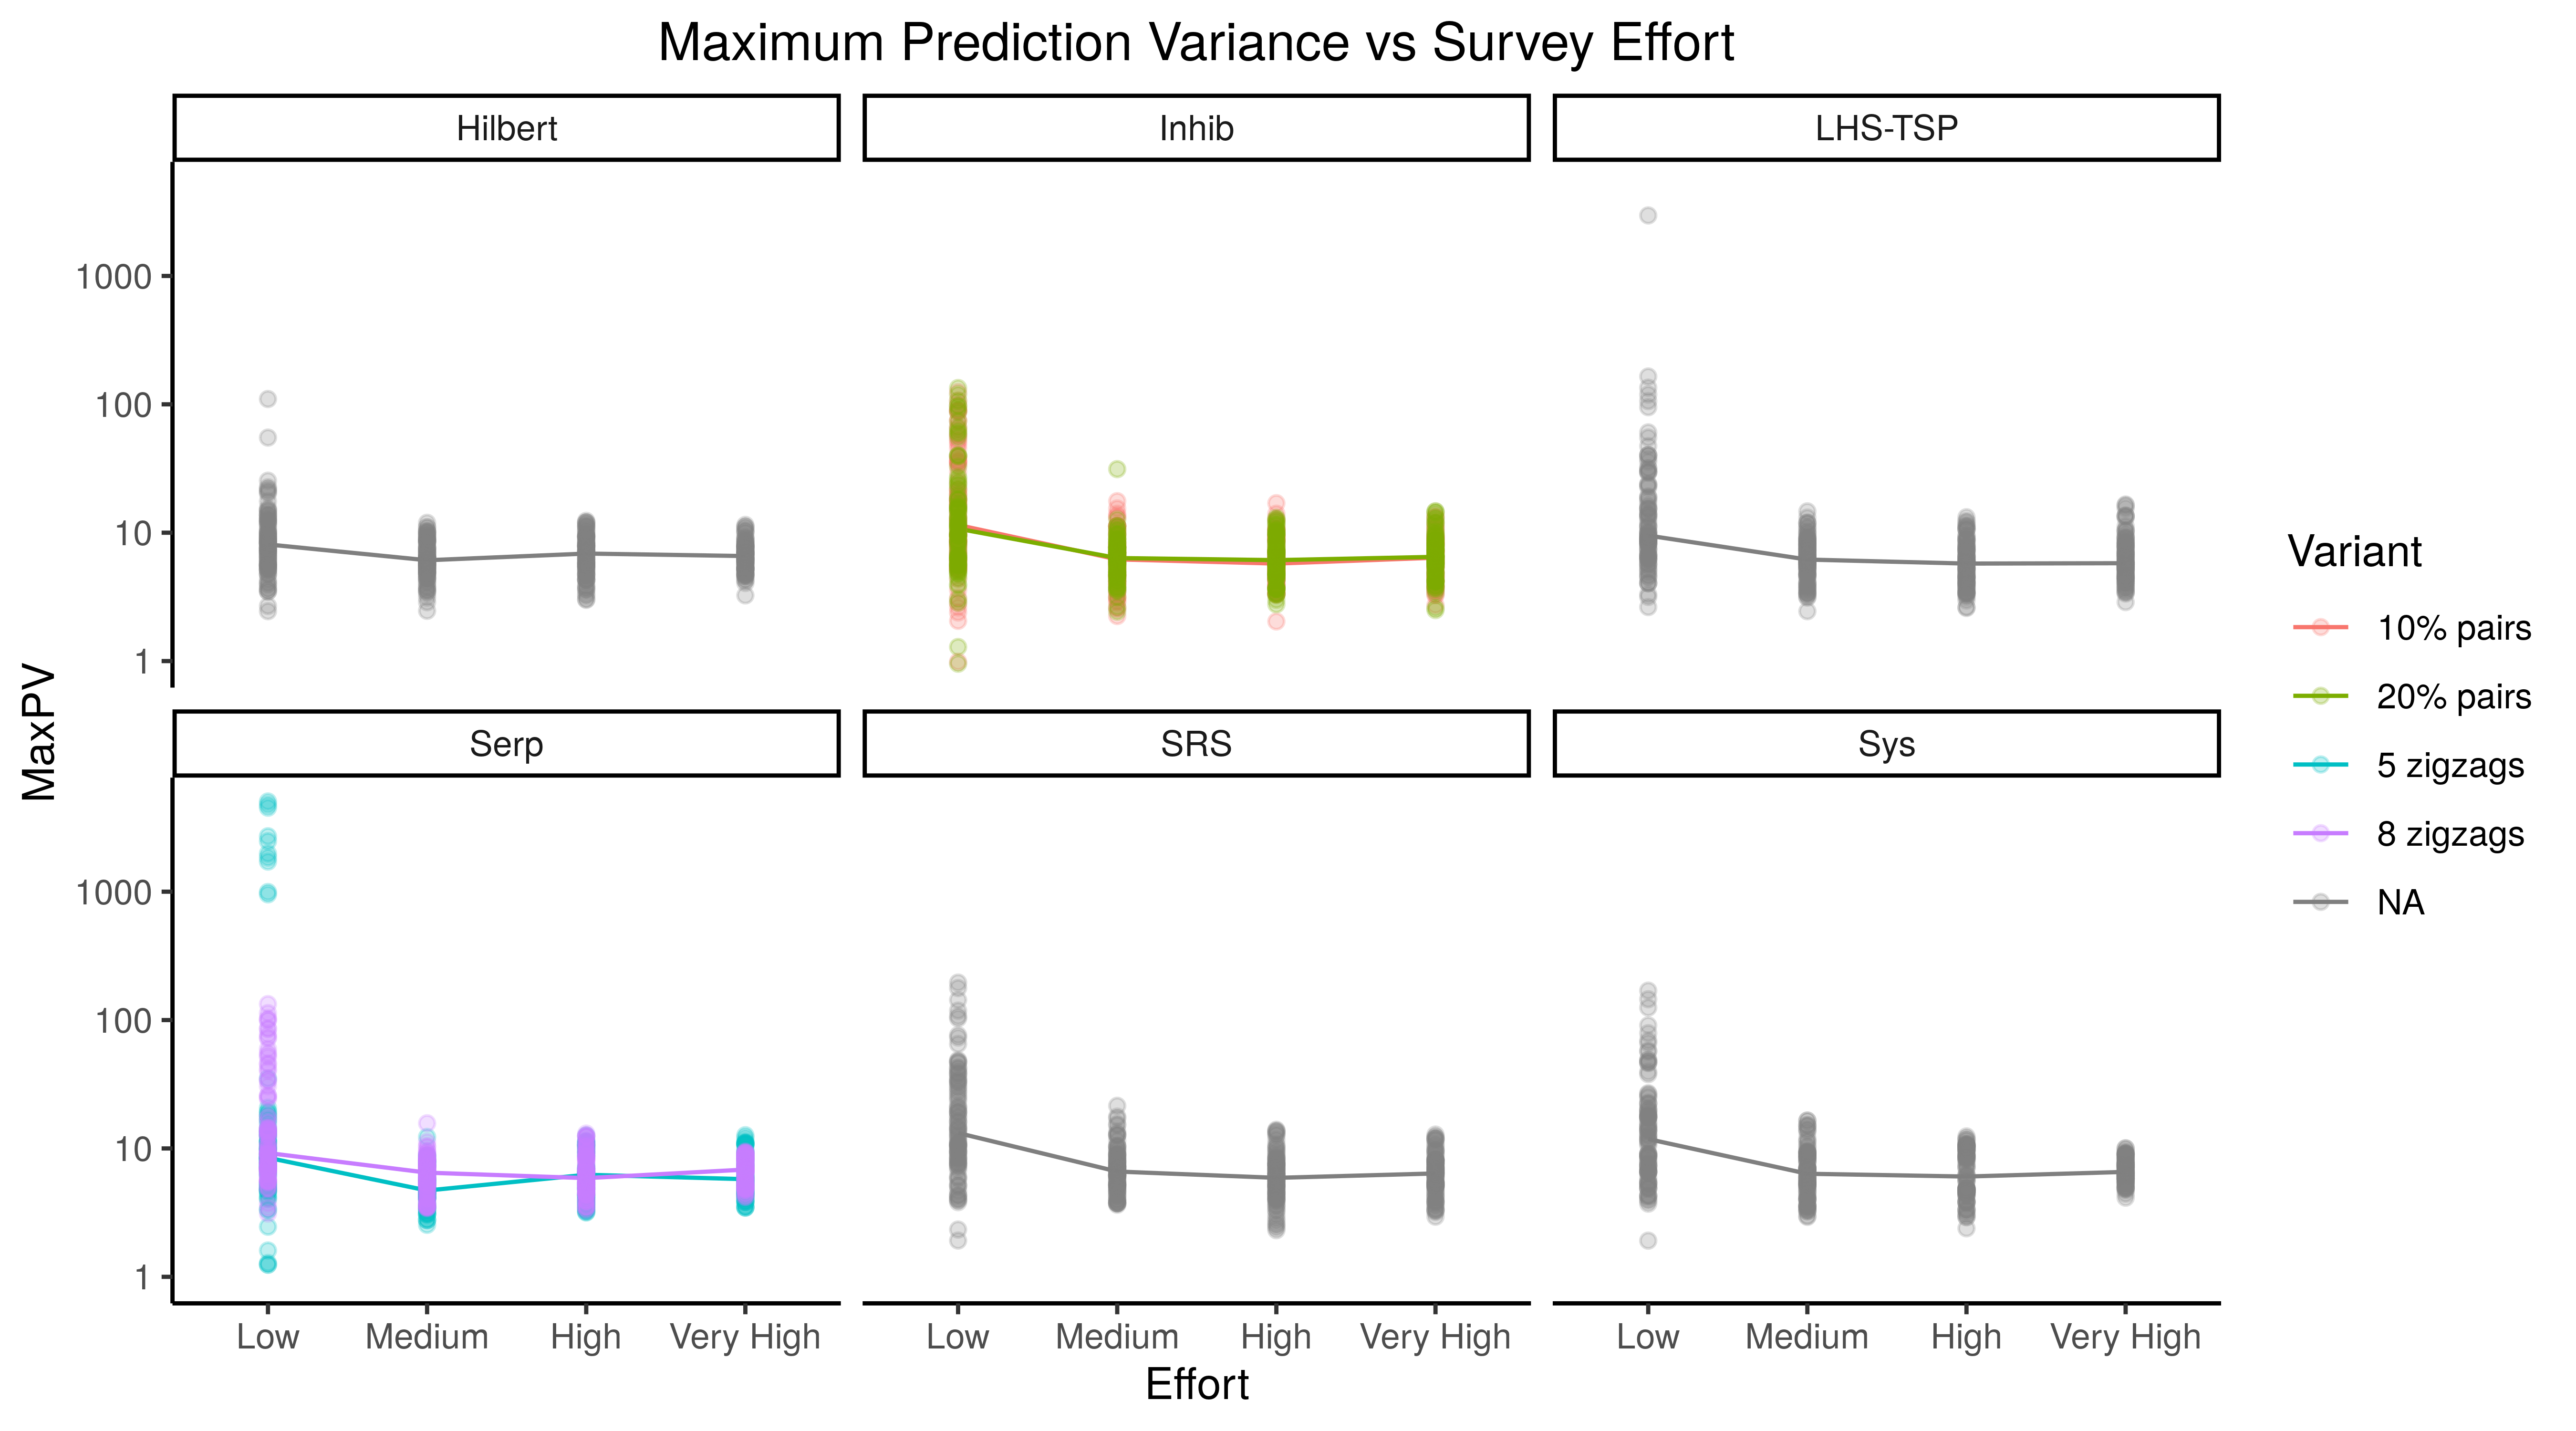 Maximum Prediction Variance vs Survey Effort
Hilbert
Inhib
LHS-TSP
1000
100
10
1
Serp
SRS
Sys
1000
100
10
1
MaxPV
Low Medium High Very High
Low Medium High Very High
Low Medium High Very High
Effort
Variant
10% pairs
20% pairs
5 zigzags
8 zigzags
NA